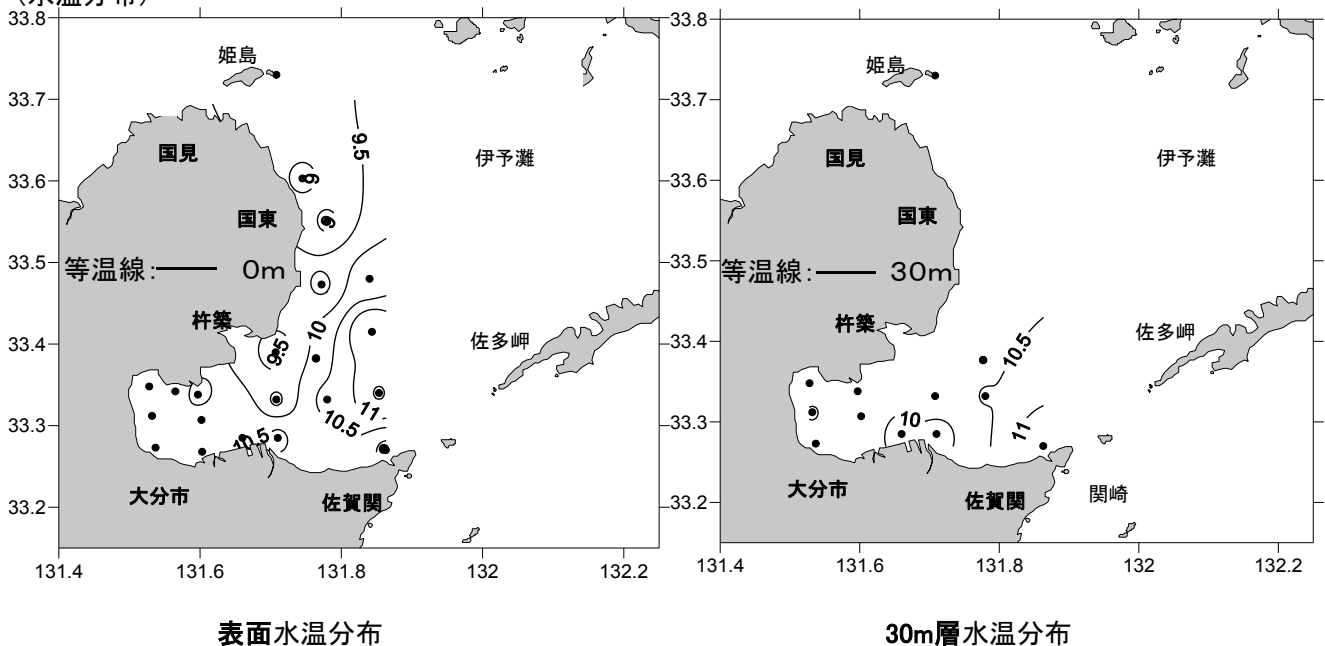 (水温分布)
33.8
33.7
33.6
33.5
33.4
33.3
33.2
131.4
131.6
131.8
132
132.2
姫島
国見
国東
等温線: 0m
杵築
伊予灘
佐多岬
大分市
佐賀関
9.5
9
9
10
9.5
11
10.5
10.5
表面水温分布
33.8
33.7
33.6
33.5
33.4
33.3
33.2
131.4
131.6
131.8
132
132.2
姫島
国見
国東
等温線: 30m
杵築
伊予灘
佐多岬
大分市
佐賀関
関崎
10.5
10
11
30m層水温分布